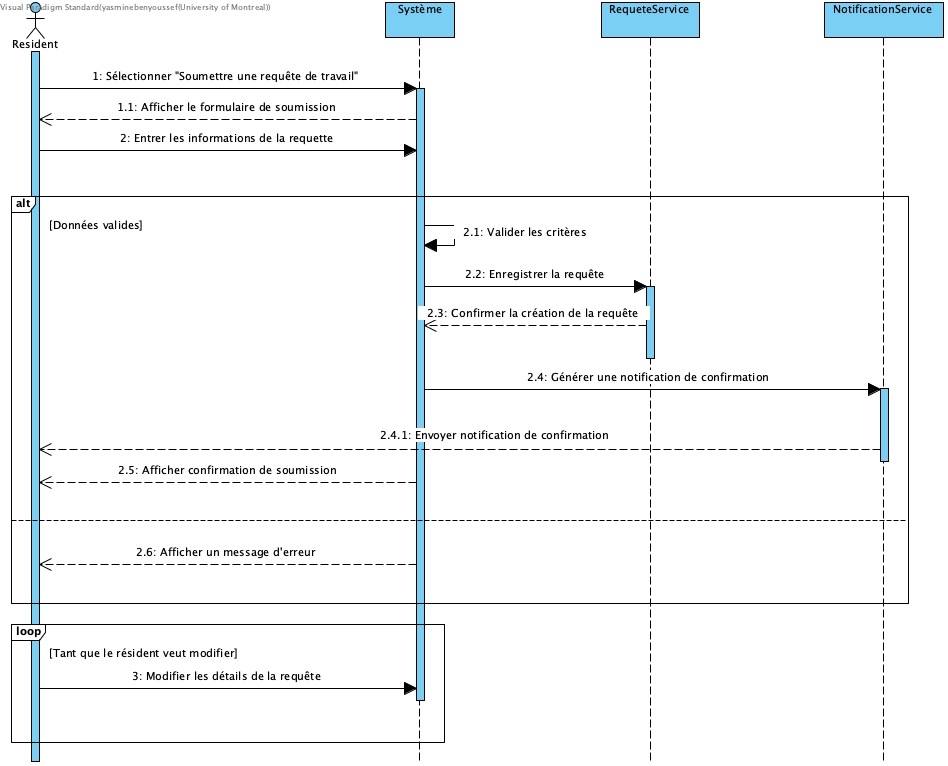 Visual Paradigm Standard(yasminebenyoussef(University of Montreal))
Système
RequeteService
NotificationService
Resident
1: Sélectionner "Soumettre une requête de travail"
1.1: Afficher le formulaire de soumission
2: Entrer les informations de la requette
alt
[Données valides]
2.1: Valider les critères
2.2: Enregistrer la requête
2.3: Confirmer la création de la requête
2.4: Générer une notification de confirmation
2.4.1: Envoyer notification de confirmation
2.5: Afficher confirmation de soumission
2.6: Afficher un message d'erreur
loop
[Tant que le résident veut modifier]
3: Modifier les détails de la requête